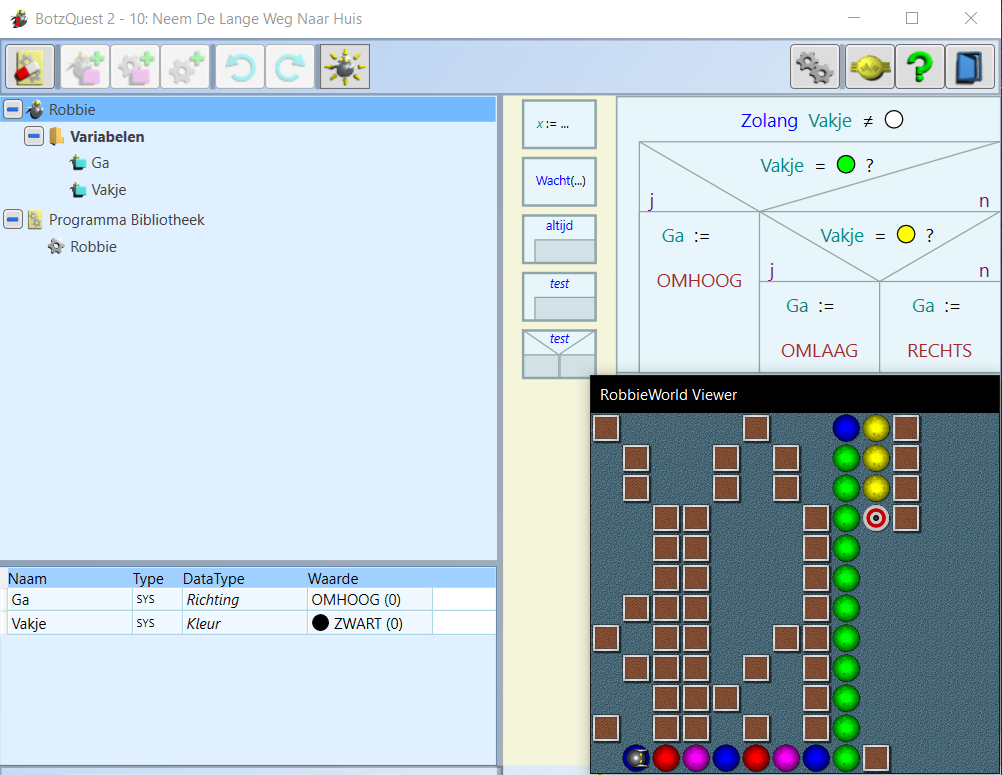 BotzQuest 2 - 10: Neem De Lange Weg Naar Huis
Robbie
Variabelen
Ga
Vakje
Programma Bibliotheek
Robbie
x := ...
Wacht(...)
altijd
test
test
Zolang Vakje ≠
Vakje = ?
j n
Ga :=
OMHOOG
Vakje = ?
j n
Ga :=
OMLAAG
Ga :=
RECHTS
Naam Type DataType Waarde
Ga SYS Richting OMHOOG (0)
Vakje SYS Kleur ZWART (0)
RobbieWorld Viewer